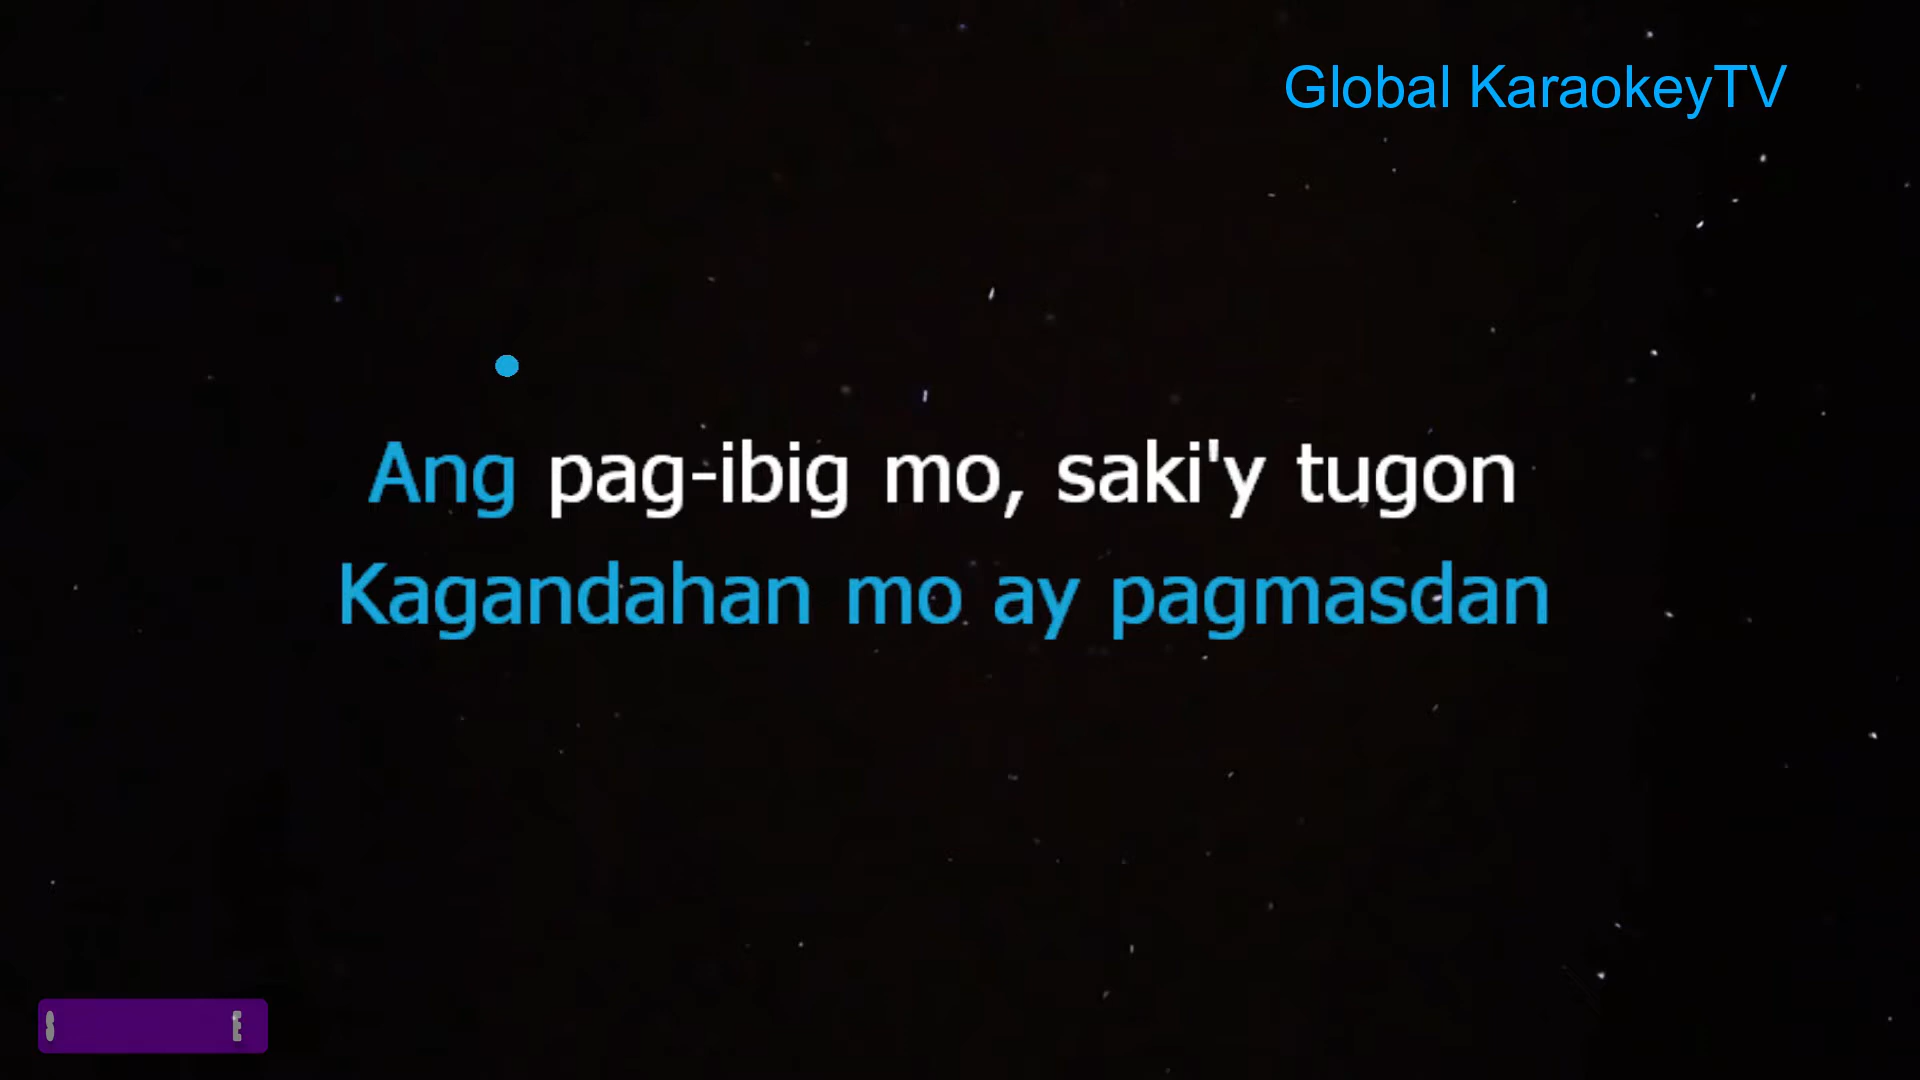 Global KaraokeyTV
Ang pag-ibig mo, saki'y tugon
Kagandahan mo ay pagmasdan
S E